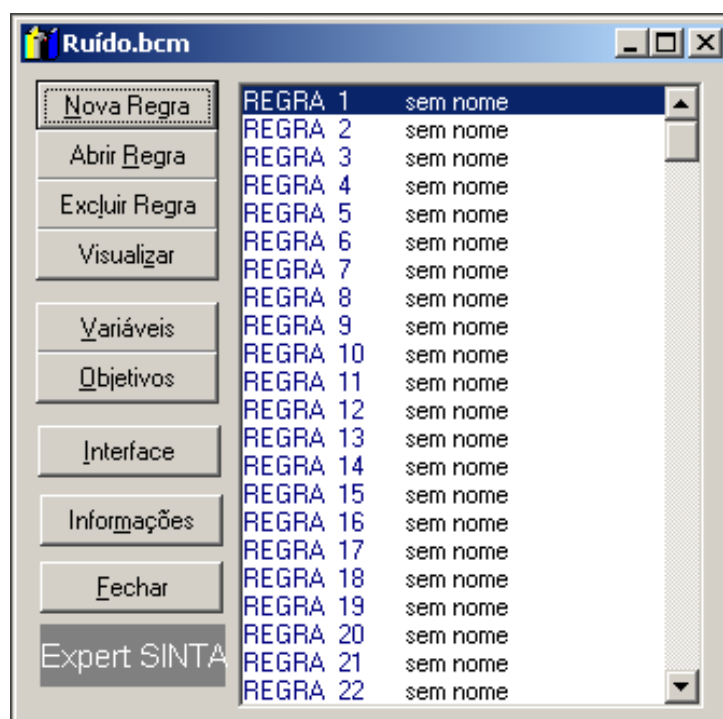 Ruído.bcm
Nova Regra
Abrir Regra
Excluir Regra
Visualizar
Variáveis
Objetivos
Interface
Informações
Fechar
Expert SINTA
REGRA 1 sem nome
REGRA 2 sem nome
REGRA 3 sem nome
REGRA 4 sem nome
REGRA 5 sem nome
REGRA 6 sem nome
REGRA 7 sem nome
REGRA 8 sem nome
REGRA 9 sem nome
REGRA 10 sem nome
REGRA 11 sem nome
REGRA 12 sem nome
REGRA 13 sem nome
REGRA 14 sem nome
REGRA 15 sem nome
REGRA 16 sem nome
REGRA 17 sem nome
REGRA 18 sem nome
REGRA 19 sem nome
REGRA 20 sem nome
REGRA 21 sem nome
REGRA 22 sem nome